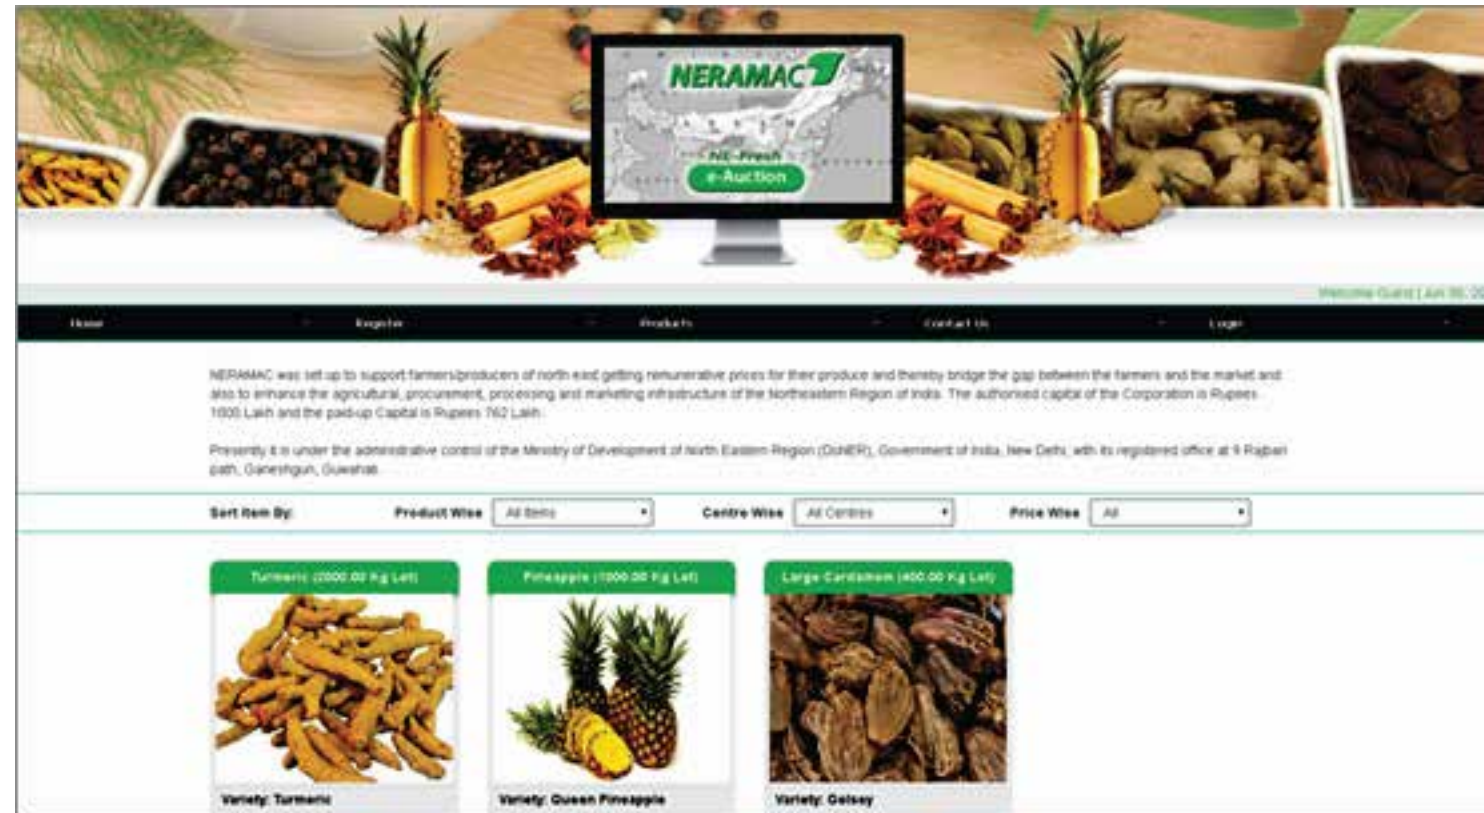 NERAMAC
NE-Fresh
e-Auction
Welcome Guest | Jun
Home Register Products Contact Us Login
NERAMAC was set up to support farmers/producers of north east getting remunerative prices for their produce and thereby bridge the gap between the farmers and the market and
also to enhance the agricultural, procurement, processing and marketing infrastructure of the Northeastern Region of India. The authorised capital of the Corporation is Rupees
1000 Lakh and the paid-up Capital is Rupees 762 Lakh.
Presently it is under the administrative control of the Ministry of Development of North Eastern Region (DoNER), Government of India, New Delhi, with its registered office at 9 Rajbari
path, Ganeshguri, Guwahati.
Sort Item By: Product Wise All Items Centre Wise All Centres Price Wise All
Turmeric (2000.00 Kg Lot) Pineapple (1000.00 Kg Lot) Large Cardamom (400.00 Kg Lot)
Variety: Turmeric Variety: Queen Pineapple Variety: Golsey